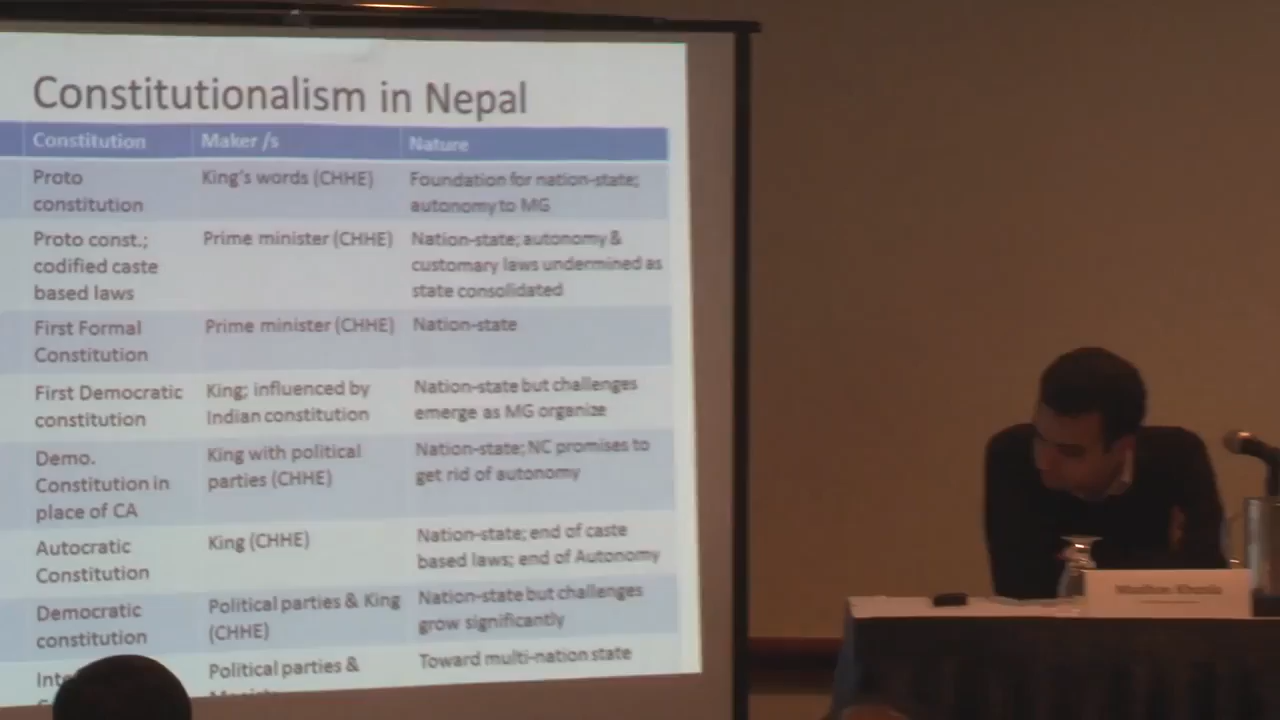 Constitutionalism in Nepal
Constitution Maker /s Nature
Proto
constitution
King's words (CHHE)
Foundation for nation-state;
autonomy to MG
Proto const.;
codified caste
based laws
Prime minister (CHHE)
Nation-state; autonomy &
customary laws undermined as
state consolidated
First Formal
Constitution
Prime minister (CHHE)
Nation-state
First Democratic
constitution
King; influenced by
Indian constitution
Nation-state but challenges
emerge as MG organize
Demo.
Constitution in
place of CA
King with political
parties (CHHE)
Nation-state; NC promises to
get rid of autonomy
Autocratic
Constitution
King (CHHE)
Nation-state; end of caste
based laws; end of Autonomy
Democratic
constitution
Political parties & King
(CHHE)
Nation-state but challenges
grow significantly
Political parties &
Toward multi-nation state